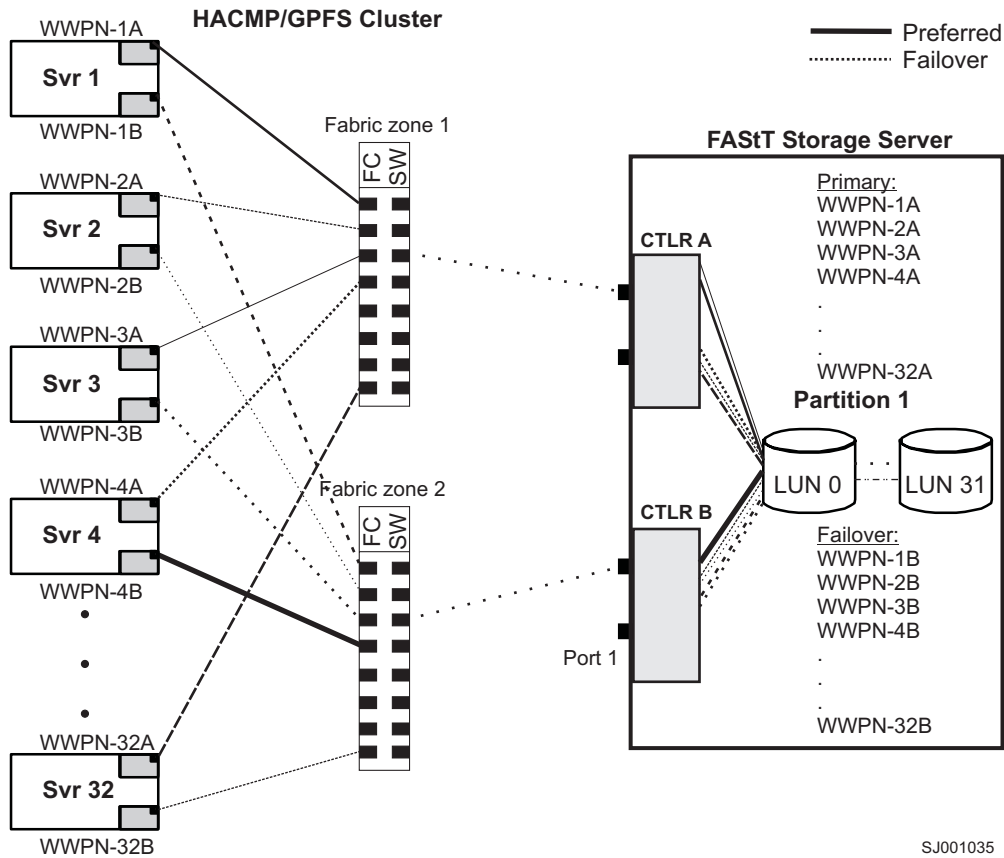 HACMP/GPFS Cluster
Preferred
Failover
WWPN-1A
Svr 1
WWPN-1B
WWPN-2A
Svr 2
WWPN-2B
WWPN-3A
Svr 3
WWPN-3B
WWPN-4A
Svr 4
WWPN-4B
WWPN-32A
Svr 32
WWPN-32B
Fabric zone 1
FC
SW
Fabric zone 2
FC
SW
FAStT Storage Server
CTLR A
CTLR B
Port 1
Primary:
WWPN-1A
WWPN-2A
WWPN-3A
WWPN-4A
.
.
.
WWPN-32A
Partition 1
LUN 0
LUN 31
Failover:
WWPN-1B
WWPN-2B
WWPN-3B
WWPN-4B
.
.
.
WWPN-32B
SJ001035